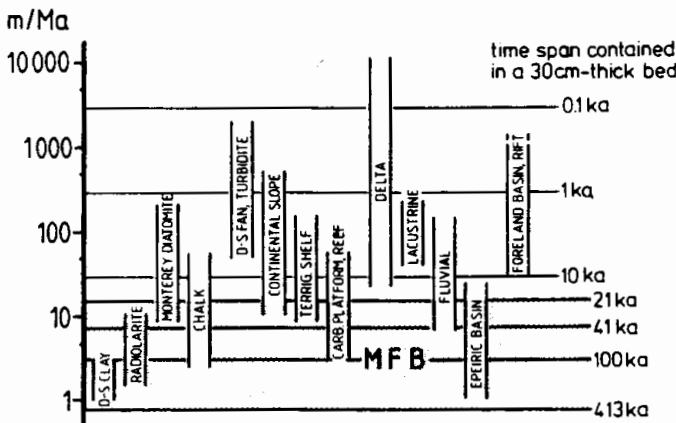 m/Ma
time span contained
in a 30cm-thick bed
10 000
0.1 ka
1000
1 ka
100
10 ka
10
21 ka
41 ka
100 ka
1
413 ka
D-S CLAY
RADIOLARITE
MONTEREY DIATOMITE
CHALK
D-S FAN, TURBIDITE
CONTINENTAL SLOPE
TERRIG SHELF
CARB PLATFORM, REEF
MFB
DELTA
LACUSTRINE
FLUVIAL
EPEIRIC BASIN
FORELAND BASIN, RIFT